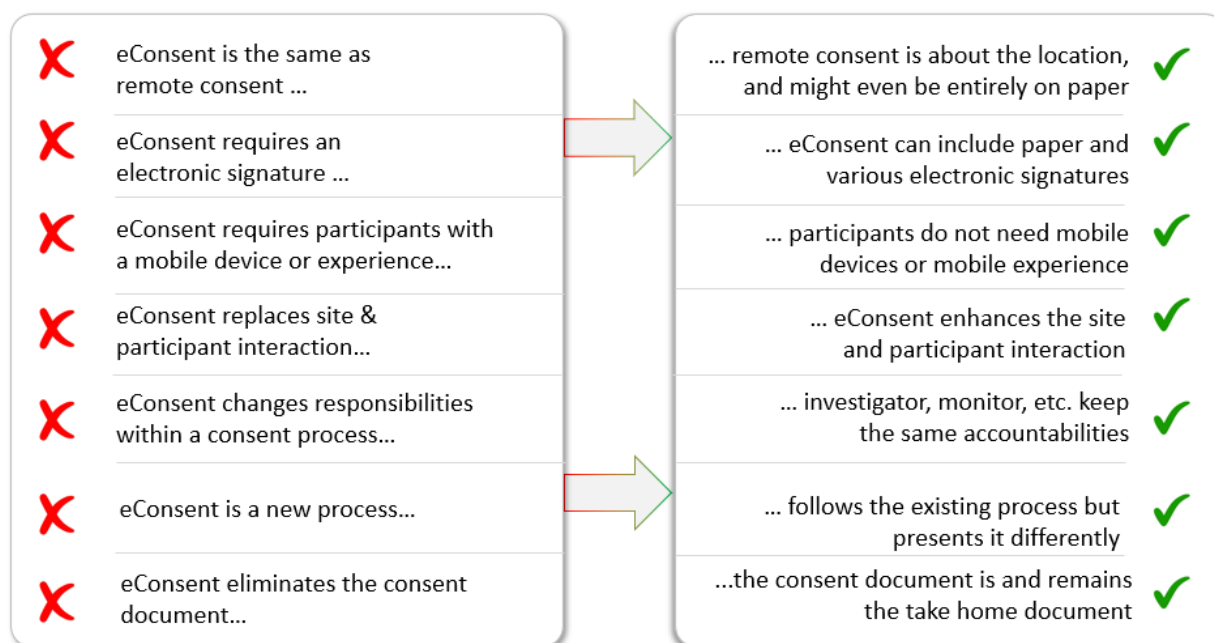 eConsent is the same as
remote consent ...
... remote consent is about the location,
and might even be entirely on paper
eConsent requires an
electronic signature ...
... eConsent can include paper and
various electronic signatures
eConsent requires participants with
a mobile device or experience...
... participants do not need mobile
devices or mobile experience
eConsent replaces site &
participant interaction...
... eConsent enhances the site
and participant interaction
eConsent changes responsibilities
within a consent process...
... investigator, monitor, etc. keep
the same accountabilities
eConsent is a new process...
... follows the existing process but
presents it differently
eConsent eliminates the consent
document...
...the consent document is and remains
the take home document